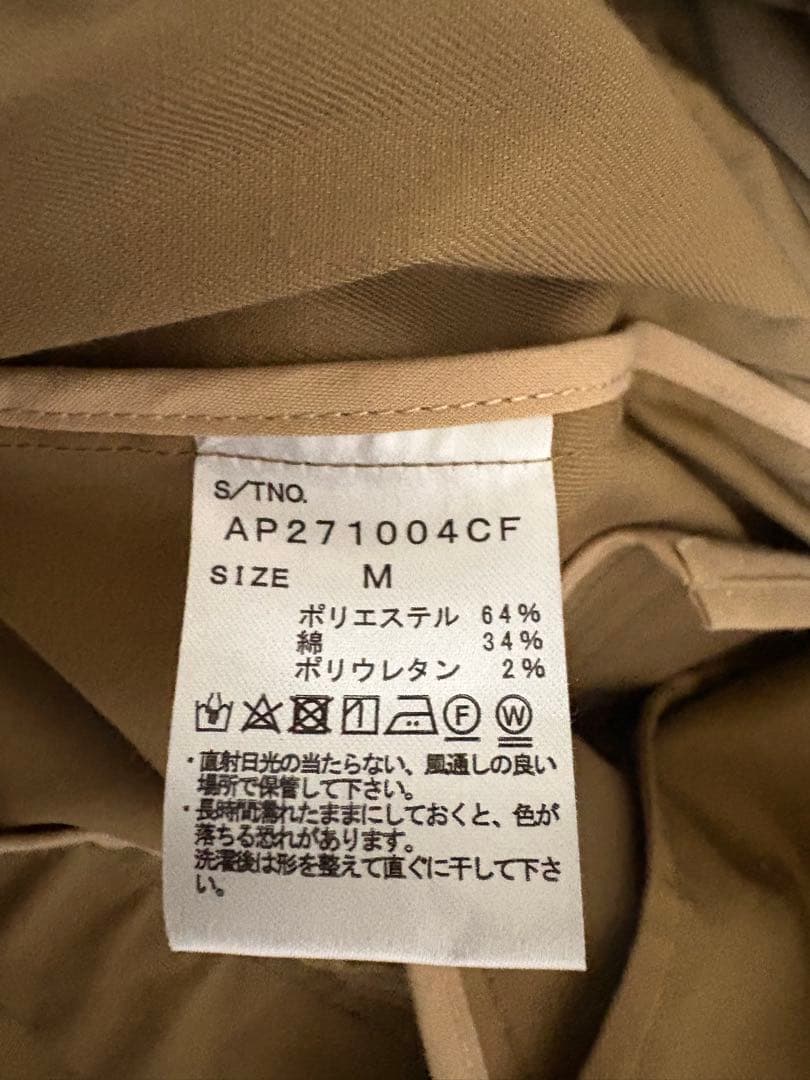 S/TNO.
AP271004CF
SIZE M
ポリエステル 64%
綿 34%
ポリウレタン 2%
F W
・直射日光の当たらない、風通しの良い
場所で保管して下さい。
・長時間濡れたままにしておくと、色が
落ちる恐れがあります。
洗濯後は形を整えて直ぐに干して下さ
い。